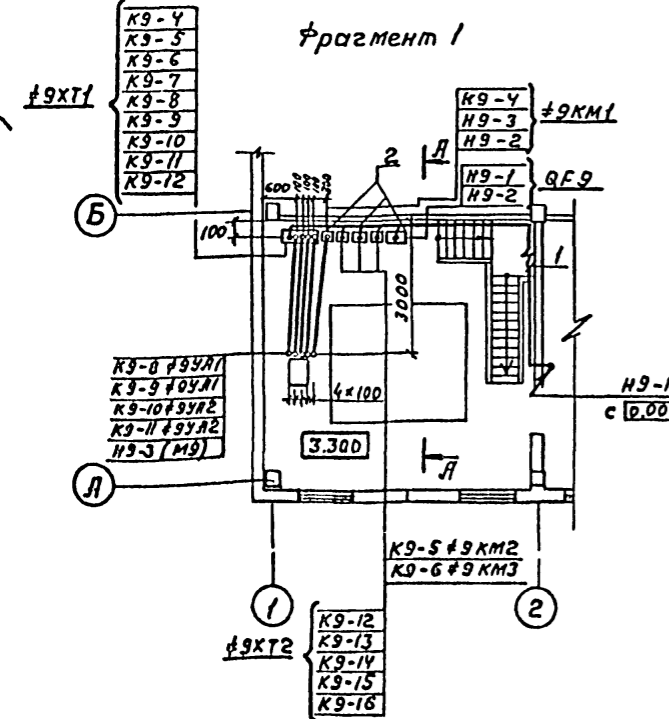 Фрагмент 1
К9-4
К9-5
К9-6
К9-7
К9-8
К9-9
К9-10
К9-11
К9-12
≠9XT1
К9-4
Н9-3
Н9-2
≠9КМ1
Н9-1
Н9-2
QF9
А
2
600
100
Б
100
3000
1
К9-8 ≠9УА1
К9-9 ≠9УА1
К9-10 ≠9УА2
К9-11 ≠9УА2
Н9-3 (М9)
4×100
Н9-1
с 0.00
3.300
А
А
К9-5 ≠9КМ2
К9-6 ≠9КМ3
1
2
≠9XT2
К9-12
К9-13
К9-14
К9-15
К9-16